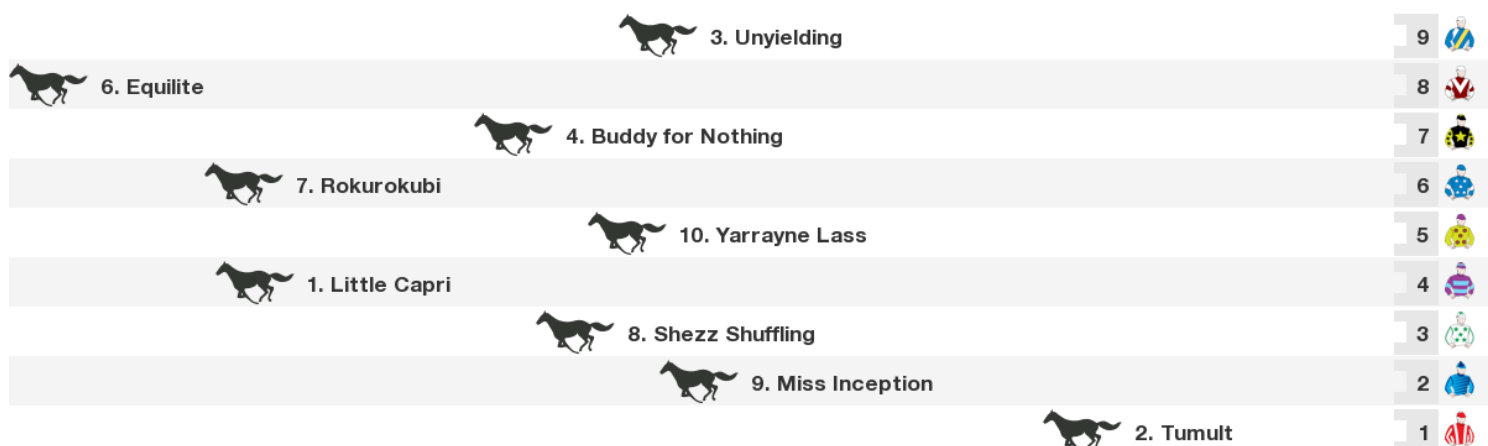 3. Unyielding 9
6. Equilite 8
4. Buddy for Nothing 7
7. Rokurokubi 6
10. Yarrayne Lass 5
1. Little Capri 4
8. Shezz Shuffling 3
9. Miss Inception 2
2. Tumult 1